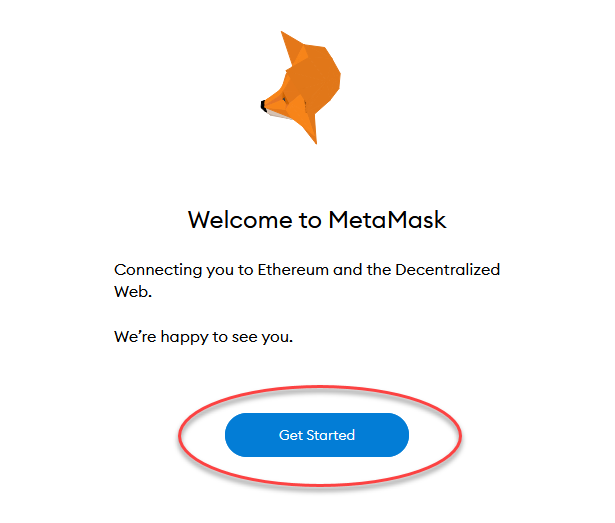 Welcome to MetaMask
Connecting you to Ethereum and the Decentralized
Web.
We’re happy to see you.
Get Started